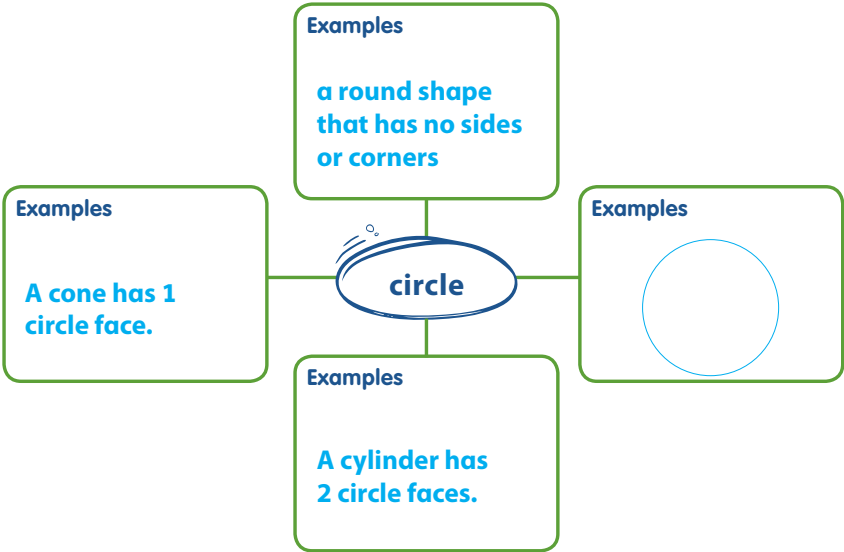 Examples
a round shape
that has no sides
or corners
Examples
A cone has 1
circle face.
circle
Examples
Examples
A cylinder has
2 circle faces.